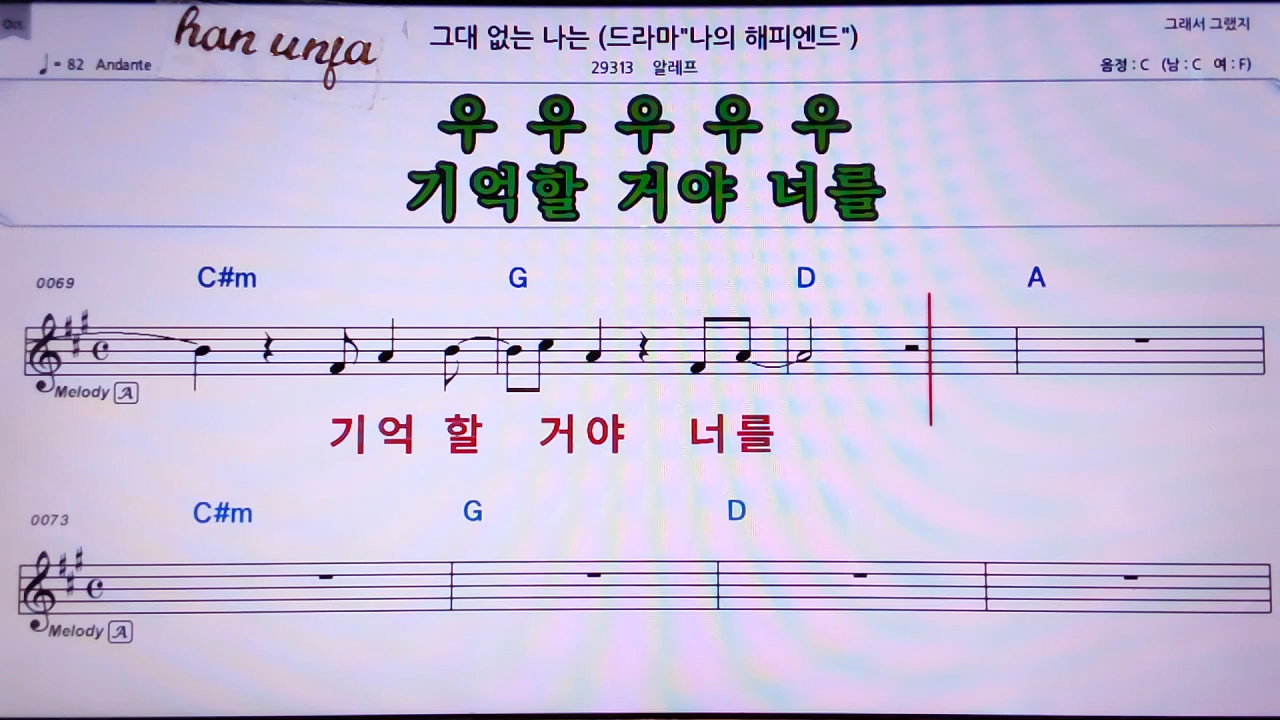 Oct.
han unfa
그대 없는 나는 (드라마"나의 해피엔드")
그래서 그랬지
♩= 82 Andante
29313 알레프
음정 : C (남 : C 여 : F)
우 우 우 우 우
기억할 거야 너를
0069 C#m G D A
Melody A
기억 할 거야 너를
0073 C#m G D
Melody A